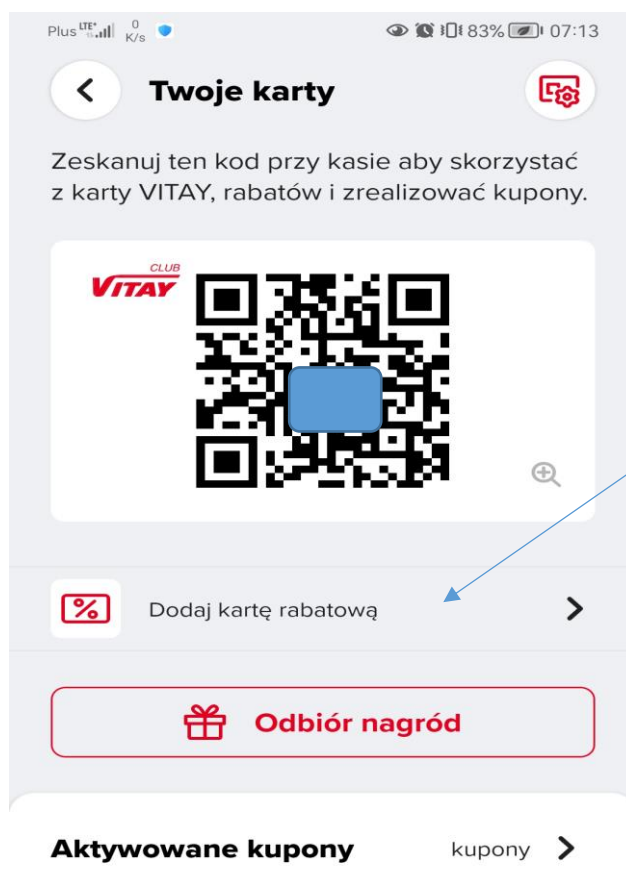 Plus LTE+ 0 K/s 83% 07:13
Twoje karty
Zeskanuj ten kod przy kasie aby skorzystać
z karty VITAY, rabatów i zrealizować kupony.
CLUB
VITAY
Dodaj kartę rabatową
Odbiór nagród
Aktywowane kupony kupony